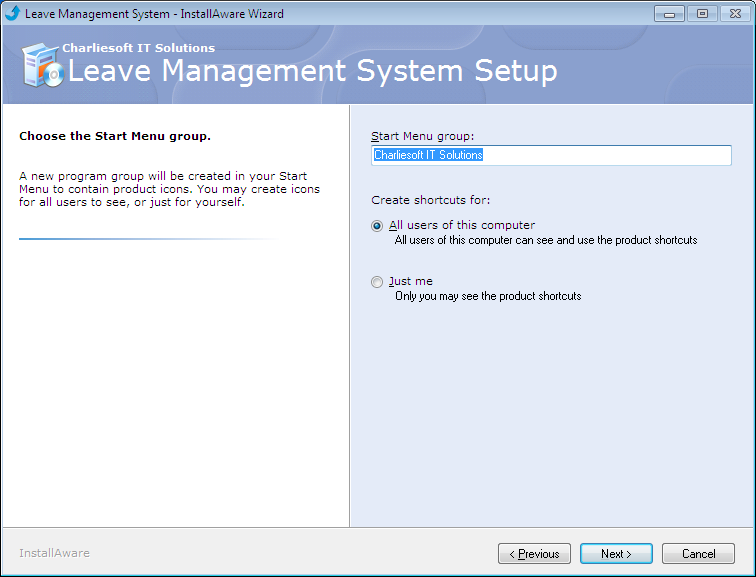 Leave Management System - InstallAware Wizard
Charliesoft IT Solutions
Leave Management System Setup
Choose the Start Menu group.
A new program group will be created in your Start
Menu to contain product icons. You may create icons
for all users to see, or just for yourself.
Start Menu group:
Charliesoft IT Solutions
Create shortcuts for:
All users of this computer
All users of this computer can see and use the product shortcuts
Just me
Only you may see the product shortcuts
InstallAware
< Previous
Next >
Cancel